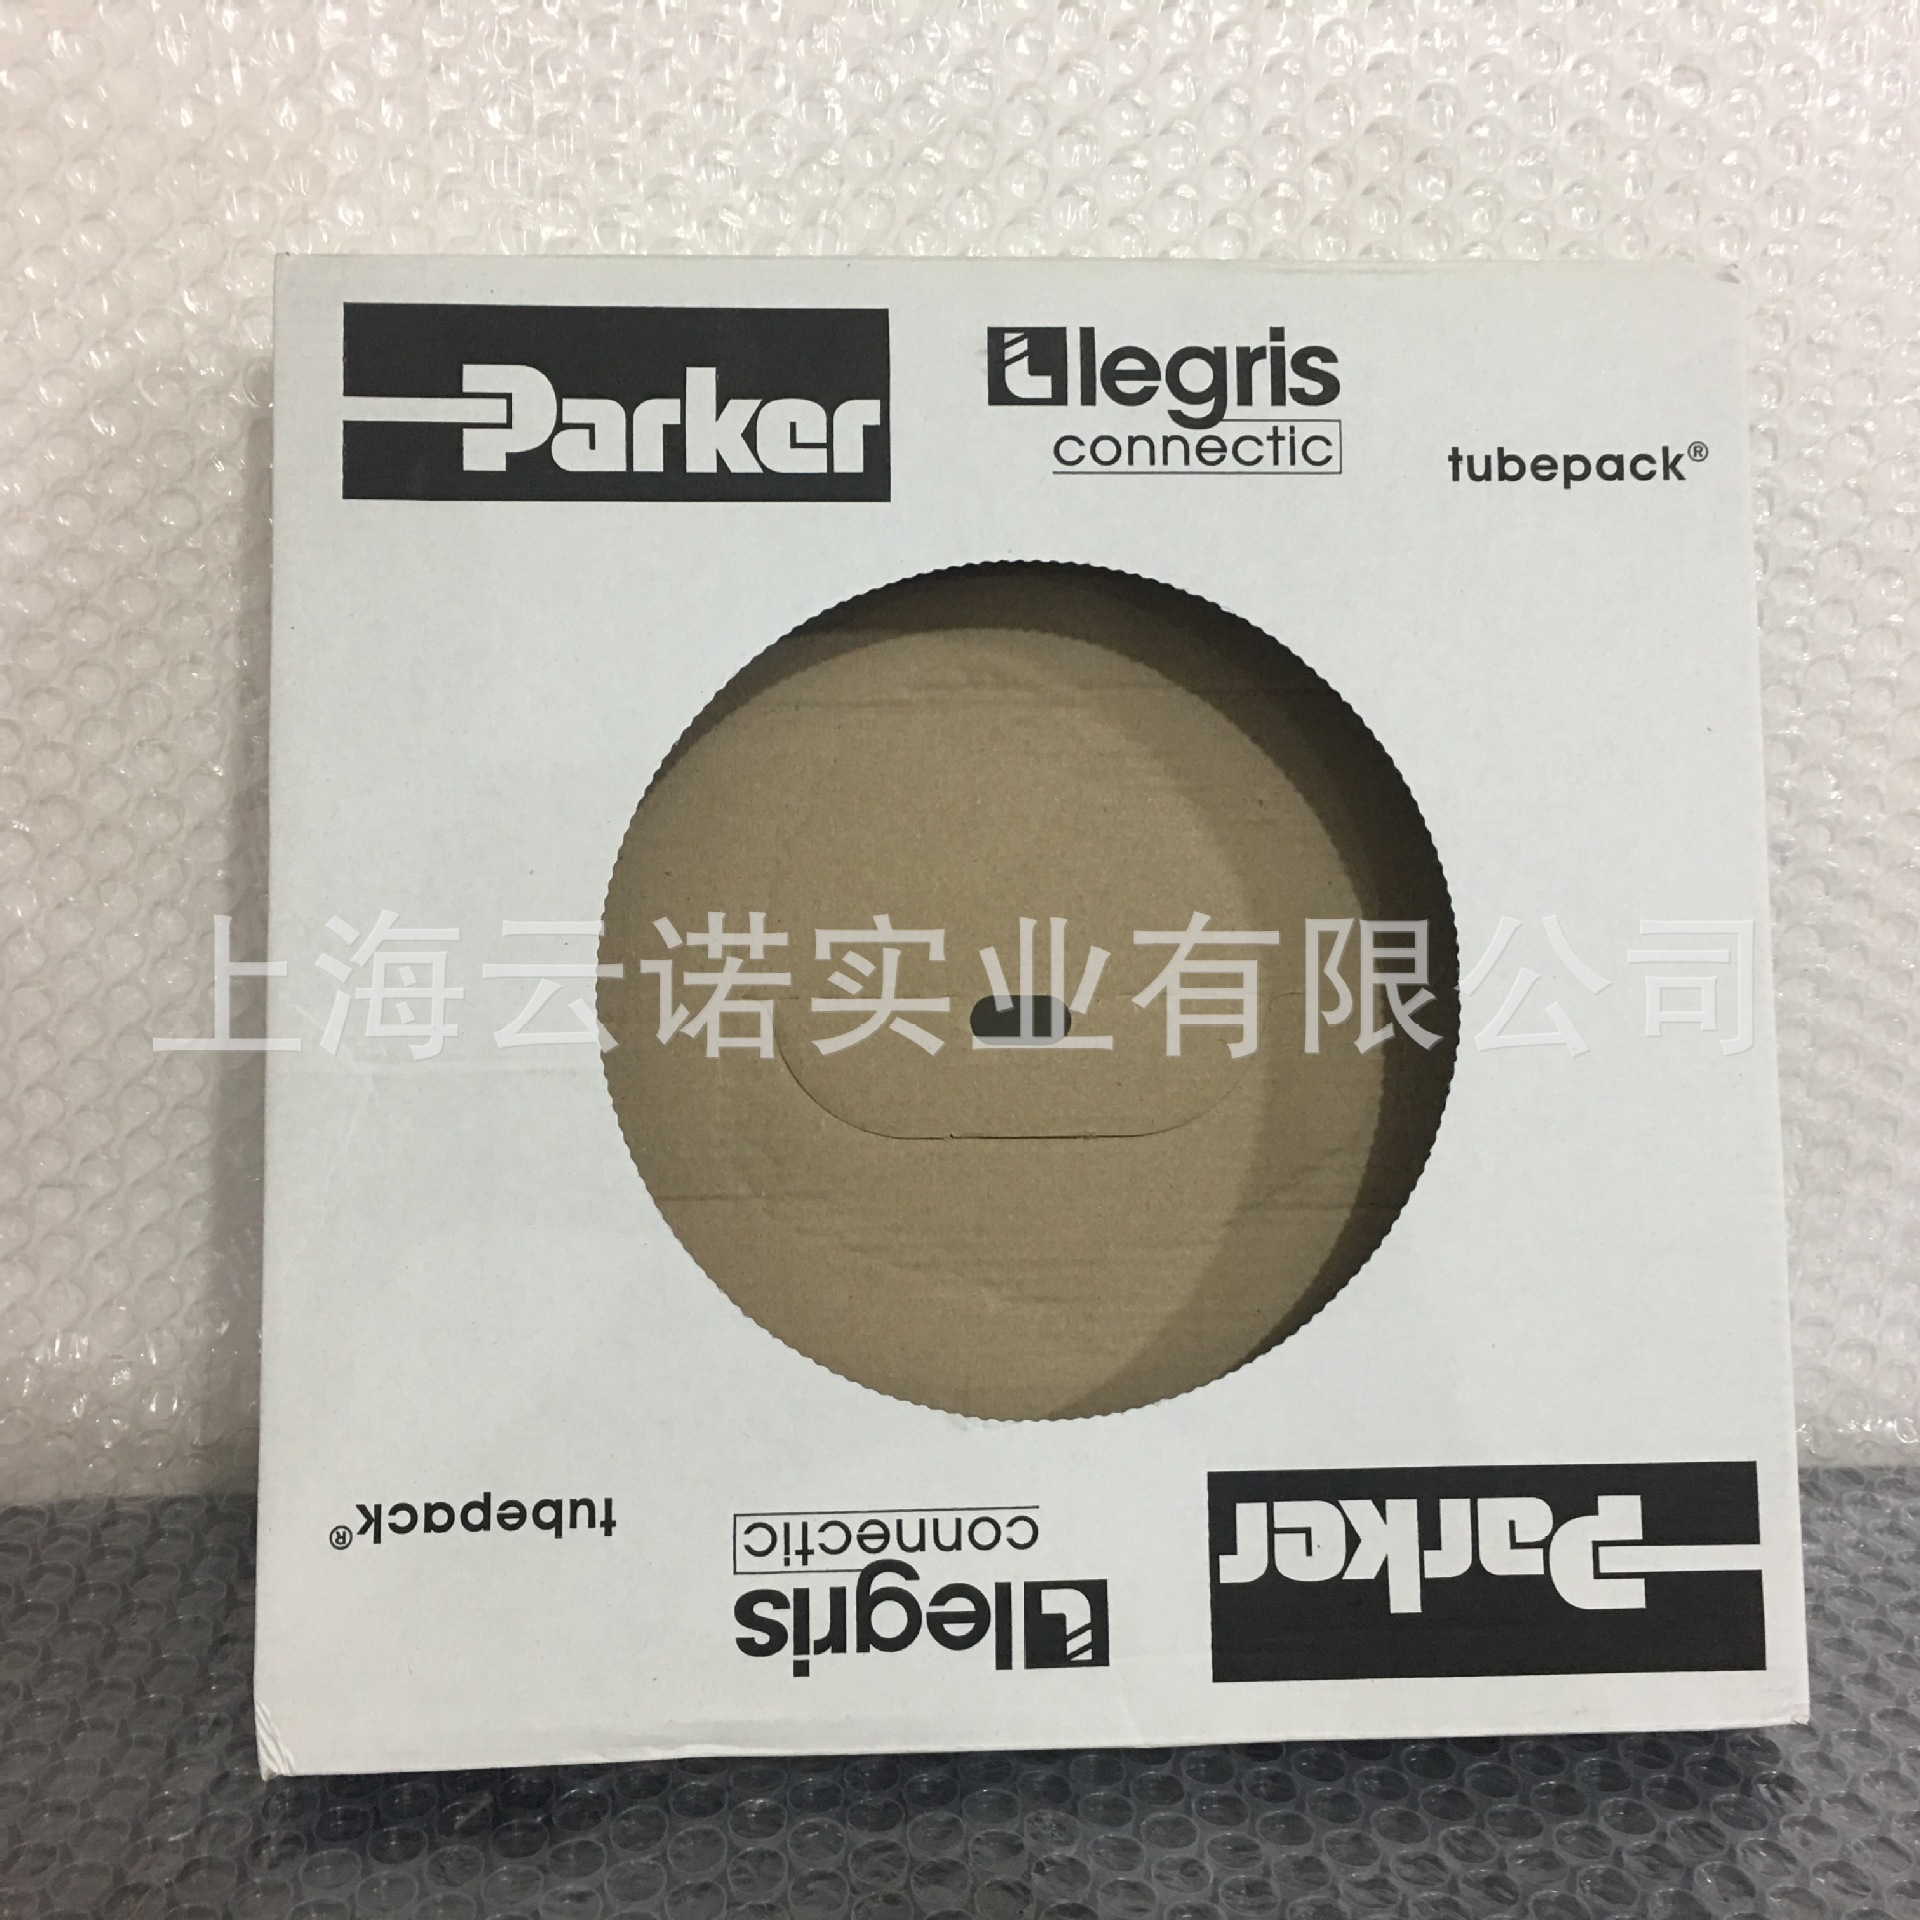 Parker
legris
connectic
tubepack®
上海云诺实业有限公司
tubepack®
connectic
legris
Parker